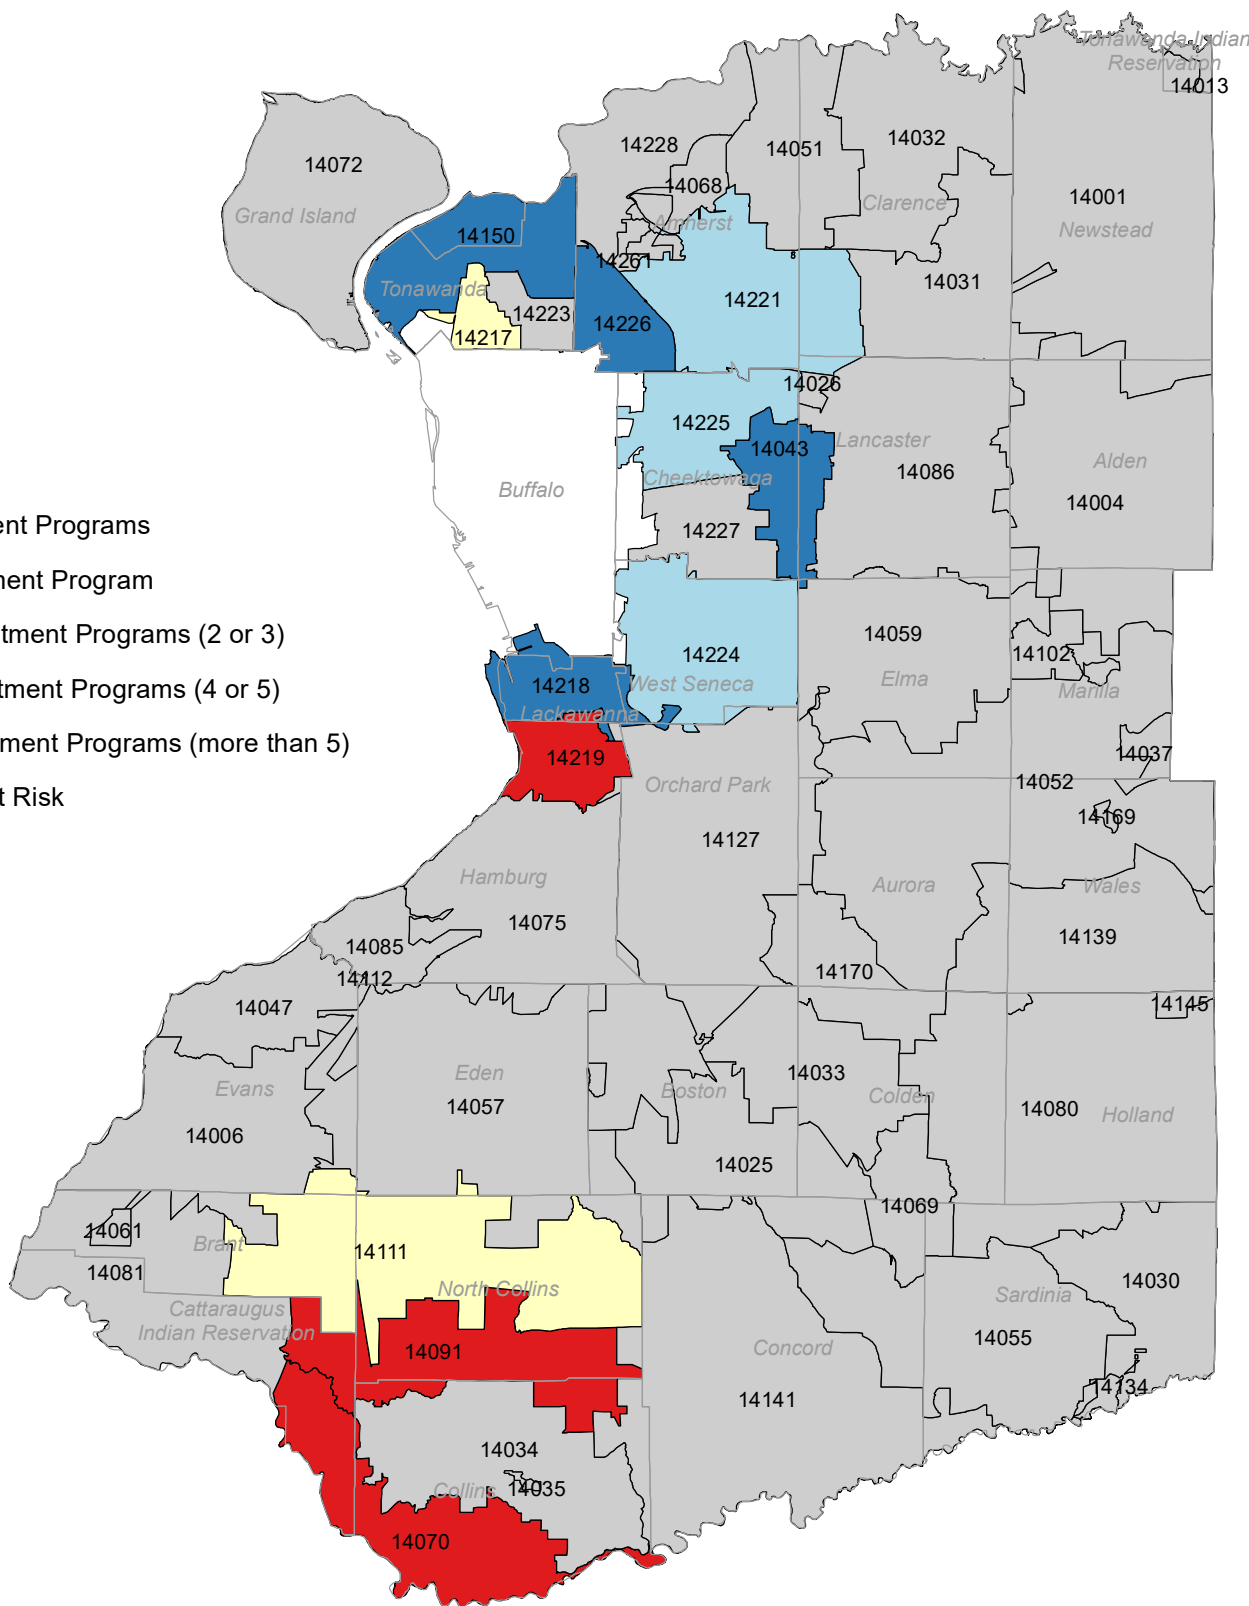 Tonawanda Indian
Reservation
14013
14072
14228
14051
14032
14068
14001
Grand Island
Amherst
Clarence
Newstead
14150
14261
14031
Tonawanda
14221
14223
14226
14217
14026
14225
14043
Lancaster
14086
Alden
Cheektowaga
Buffalo
14004
14227
ent Programs
ment Program
tment Programs (2 or 3)
tment Programs (4 or 5)
ment Programs (more than 5)
t Risk
14059
14102
14224
14218
West Seneca
Elma
Marilla
Lackawanna
14219
14037
Orchard Park
14052
14169
14127
Hamburg
Aurora
Wales
14075
14085
14139
14112
14170
14047
14145
Eden
14033
Evans
Boston
Colden
14057
14080
Holland
14006
14025
14069
14061
Brant
14111
14081
North Collins
14030
Cattaraugus
Indian Reservation
Sardinia
14055
14091
Concord
14134
14141
14034
Collins
14035
14070